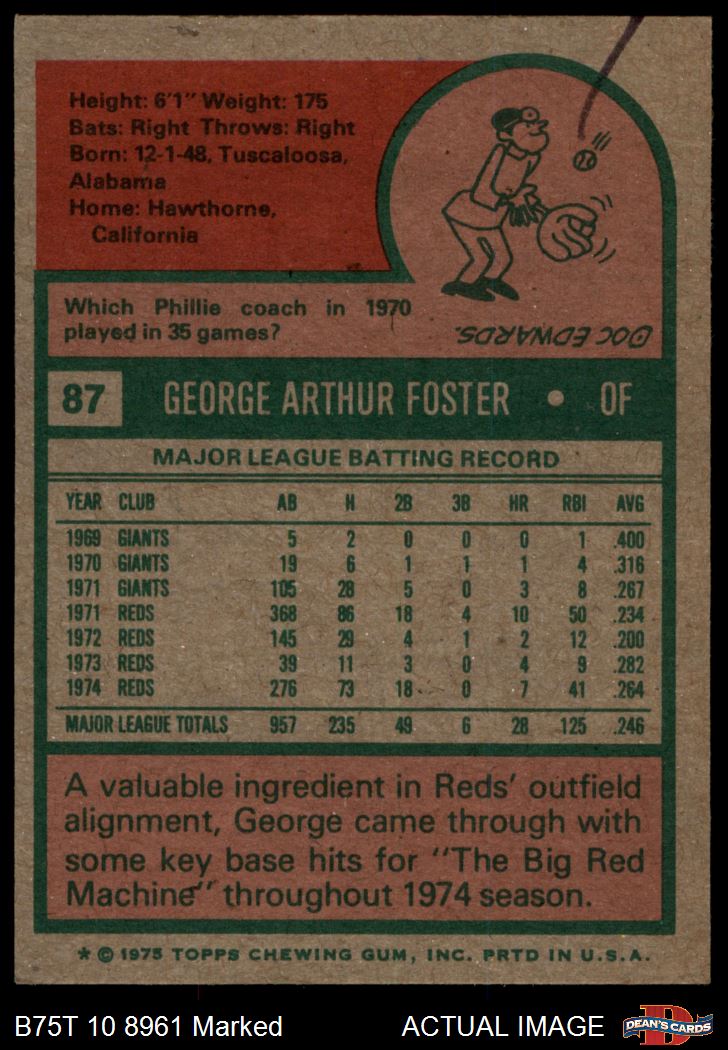 Height: 6'1" Weight: 175
Bats: Right Throws: Right
Born: 12-1-48, Tuscaloosa,
Alabama
Home: Hawthorne,
California
Which Phillie coach in 1970
played in 35 games?
DOC EDWARDS.
87 GEORGE ARTHUR FOSTER • OF
MAJOR LEAGUE BATTING RECORD
YEAR CLUB AB H 2B 3B HR RBI AVG
1969 GIANTS 5 2 0 0 0 1 .400
1970 GIANTS 19 6 1 1 1 4 .316
1971 GIANTS 105 28 5 0 3 8 .267
1971 REDS 368 86 18 4 10 50 .234
1972 REDS 145 29 4 1 2 12 .200
1973 REDS 39 11 3 0 4 9 .282
1974 REDS 276 73 18 0 7 41 .264
MAJOR LEAGUE TOTALS 957 235 49 6 28 125 .246
A valuable ingredient in Reds' outfield
alignment, George came through with
some key base hits for "The Big Red
Machine" throughout 1974 season.
* © 1975 TOPPS CHEWING GUM, INC. PRTD IN U.S.A.
B75T 10 8961 Marked ACTUAL IMAGE
D
DEAN'S CARDS